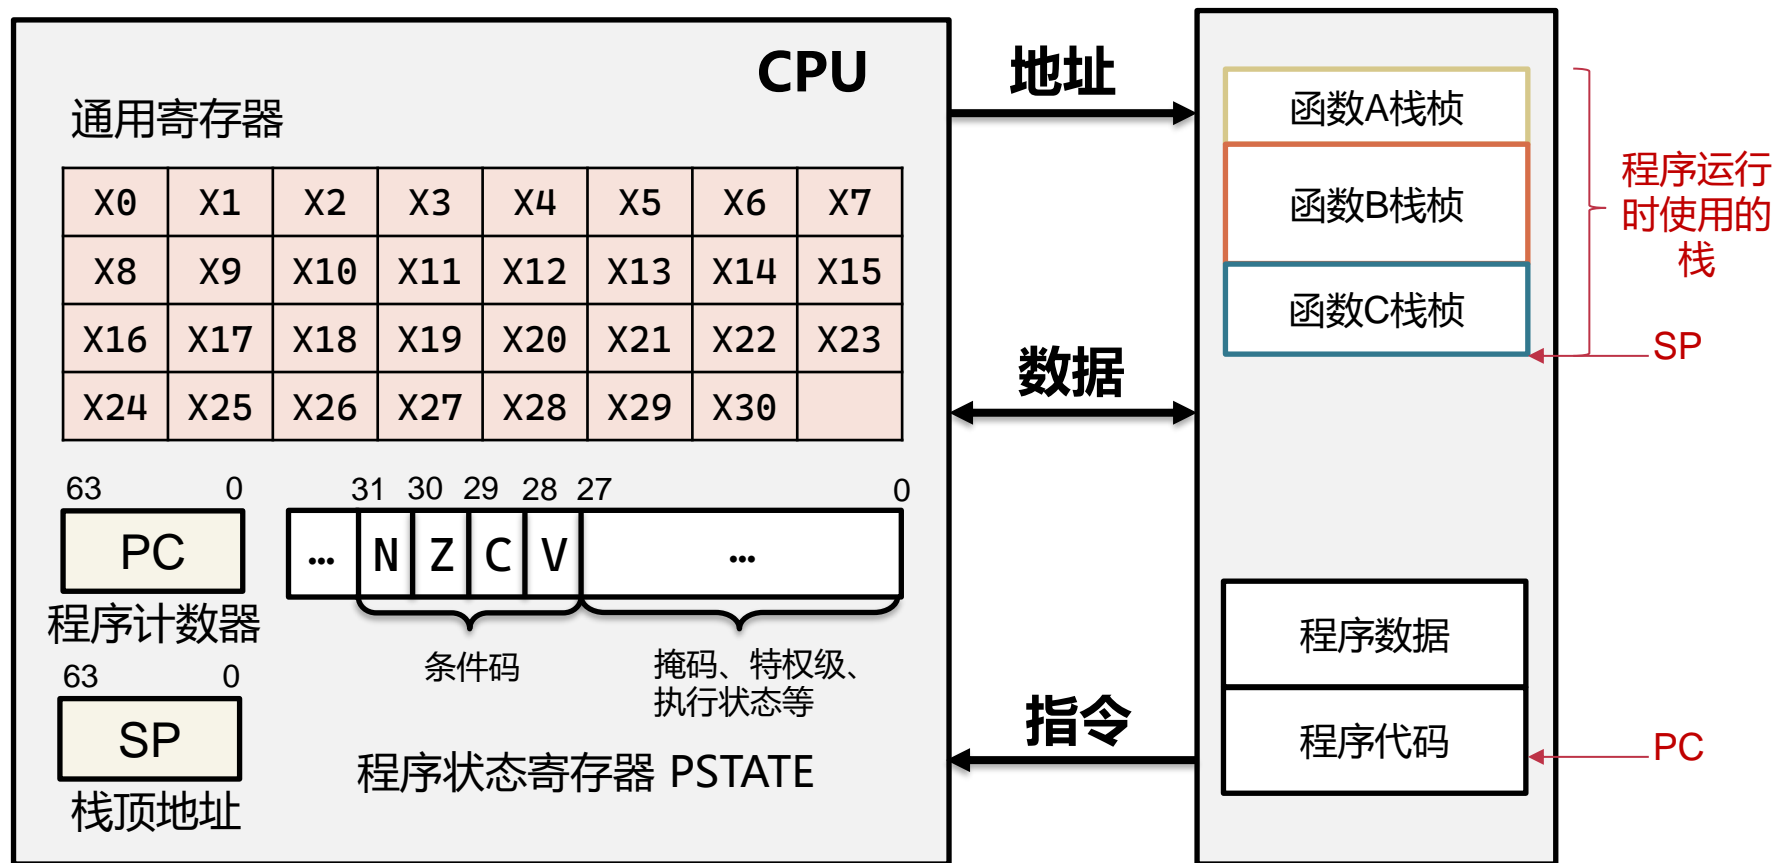 CPU
通用寄存器
X0 X1 X2 X3 X4 X5 X6 X7
X8 X9 X10 X11 X12 X13 X14 X15
X16 X17 X18 X19 X20 X21 X22 X23
X24 X25 X26 X27 X28 X29 X30
63 0
PC
程序计数器
63 0
SP
栈顶地址
31 30 29 28 27 0
... N Z C V ...
条件码
掩码、特权级、
执行状态等
程序状态寄存器 PSTATE
地址
数据
指令
函数A栈桢
函数B栈桢
函数C栈桢
程序数据
程序代码
程序运行
时使用的
栈
SP
PC